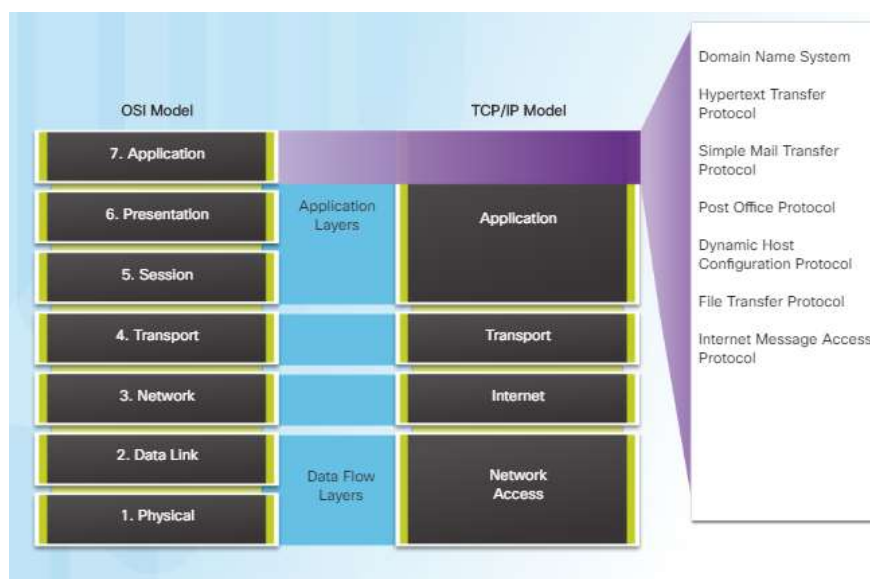 OSI Model
TCP/IP Model
7. Application
6. Presentation
5. Session
4. Transport
3. Network
2. Data Link
1. Physical
Application
Layers
Data Flow
Layers
Application
Transport
Internet
Network
Access
Domain Name System
Hypertext Transfer
Protocol
Simple Mail Transfer
Protocol
Post Office Protocol
Dynamic Host
Configuration Protocol
File Transfer Protocol
Internet Message Access
Protocol